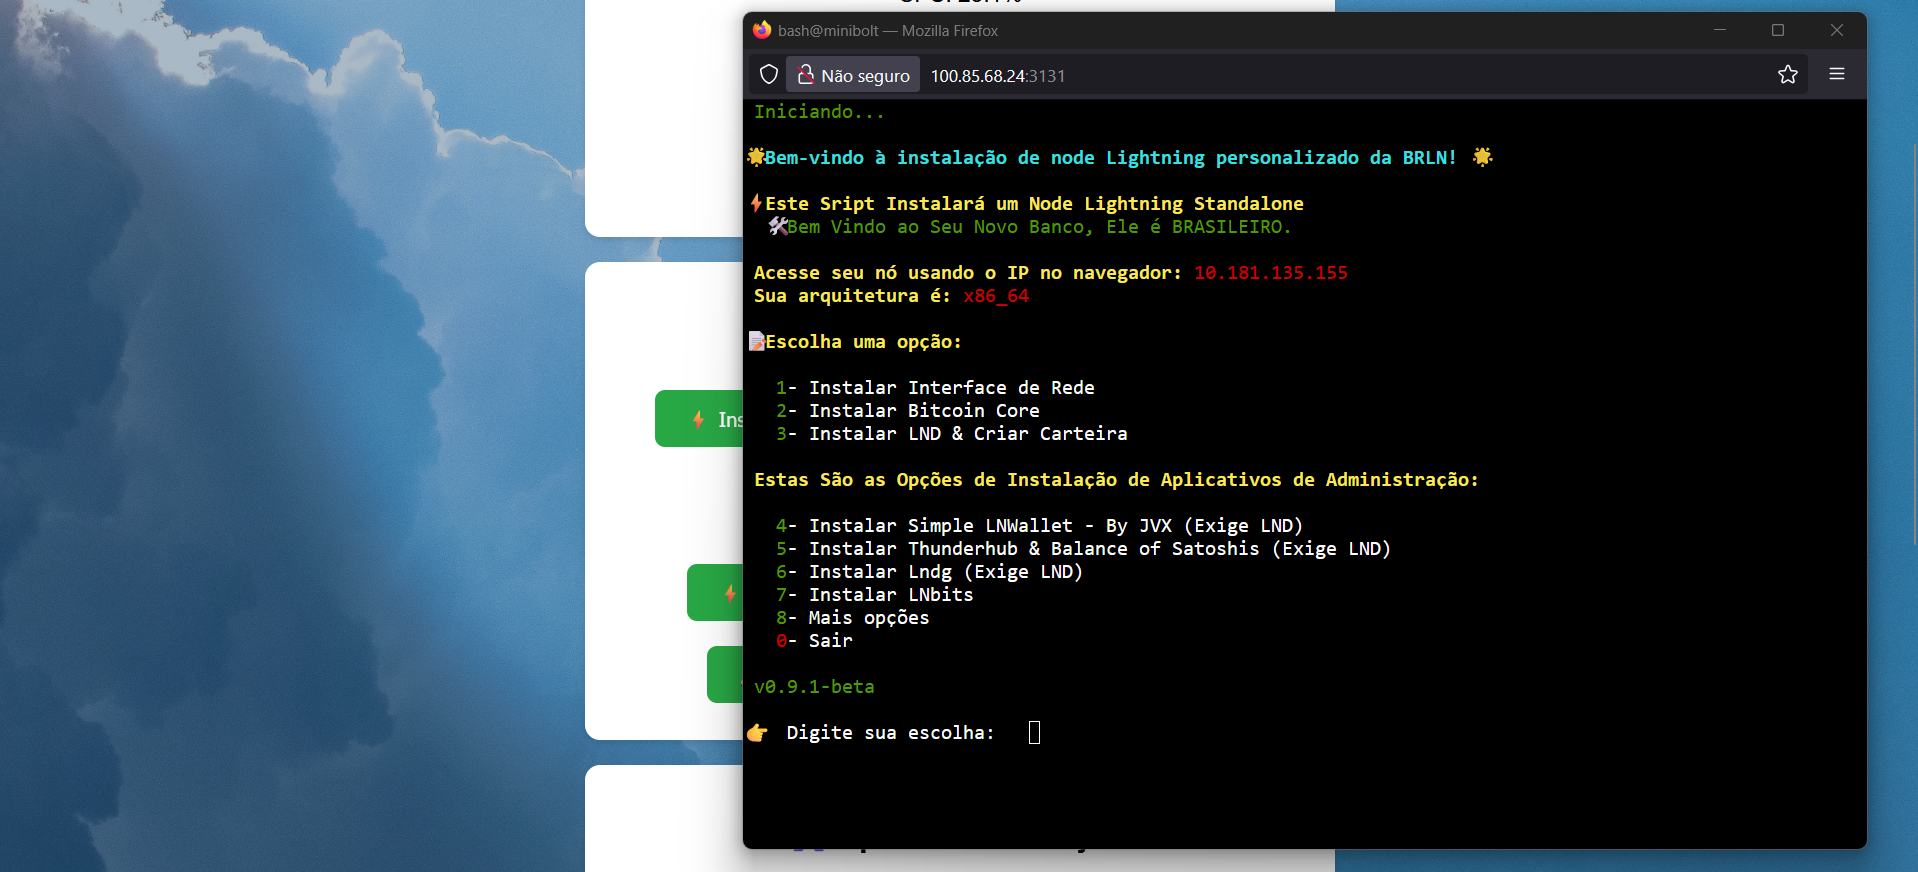 bash@minibolt — Mozilla Firefox
Não seguro 100.85.68.24:3131
Iniciando...
Bem-vindo à instalação de node Lightning personalizado da BRLN!
Este Sript Instalará um Node Lightning Standalone
Bem Vindo ao Seu Novo Banco, Ele é BRASILEIRO.
Acesse seu nó usando o IP no navegador: 10.181.135.155
Sua arquitetura é: x86_64
Escolha uma opção:
1- Instalar Interface de Rede
2- Instalar Bitcoin Core
3- Instalar LND & Criar Carteira
Estas São as Opções de Instalação de Aplicativos de Administração:
4- Instalar Simple LNWallet - By JVX (Exige LND)
5- Instalar Thunderhub & Balance of Satoshis (Exige LND)
6- Instalar Lndg (Exige LND)
7- Instalar LNbits
8- Mais opções
0- Sair
v0.9.1-beta
Digite sua escolha:
Ins